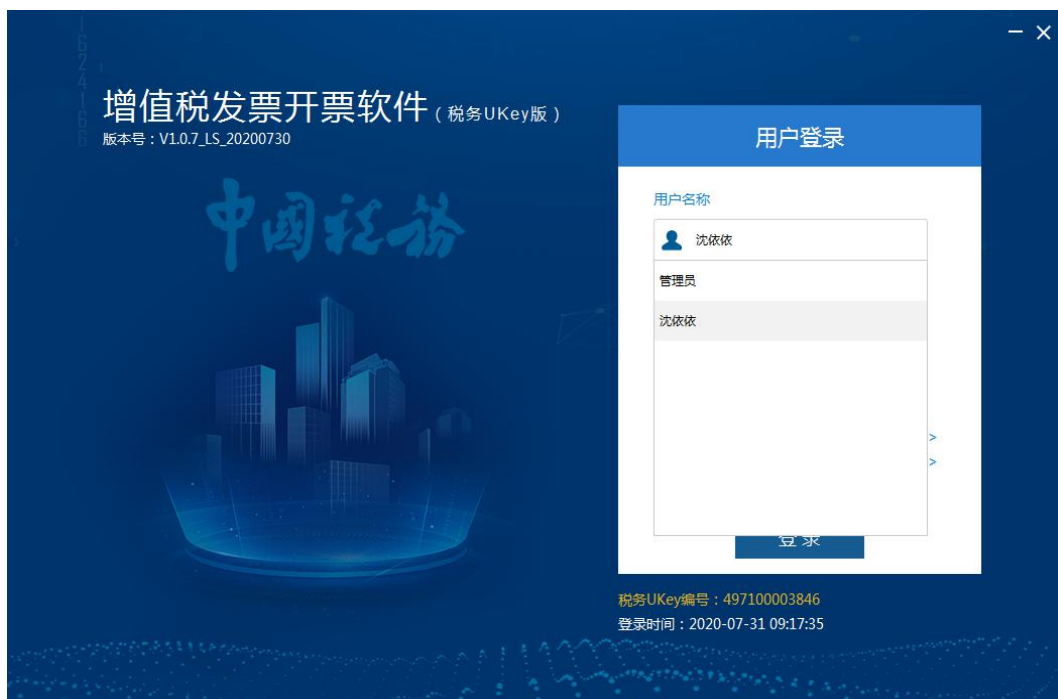 增值税发票开票软件（税务UKey版）
版本号：V1.0.7_LS_20200730
中國税務
用户登录
用户名称
沈依依
管理员
沈依依
>
>
登录
税务UKey编号：497100003846
登录时间：2020-07-31 09:17:35